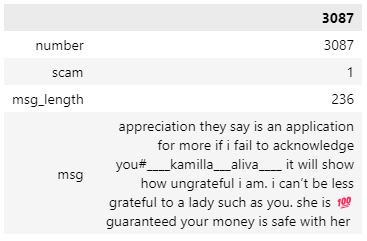 3087
number 3087
scam 1
msg_length 236
appreciation they say is an application
for more if i fail to acknowledge
you#____kamilla___aliva____ it will show
msg how ungrateful i am. i can’t be less
grateful to a lady such as you. she is 💯
guaranteed your money is safe with her